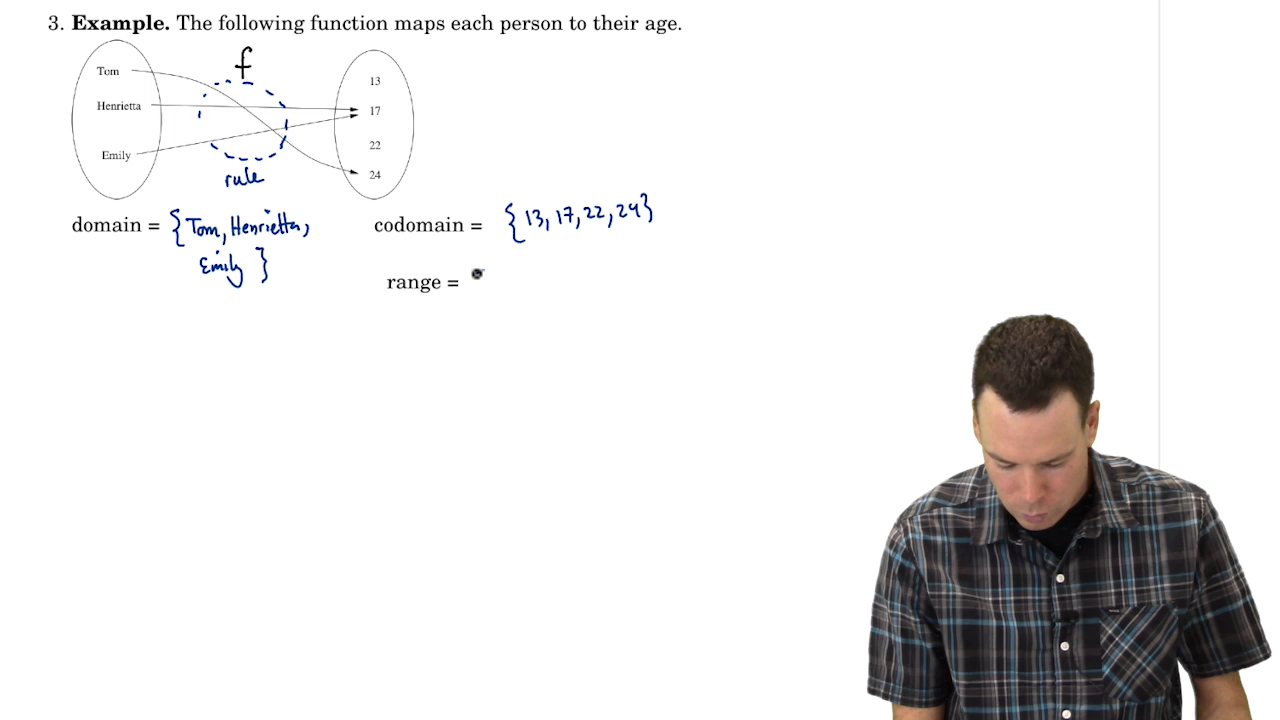 3. Example. The following function maps each person to their age.
f
Tom
Henrietta
Emily
13
17
22
24
rule
domain = {Tom, Henrietta,
Emily }
codomain = {13, 17, 22, 24}
range =